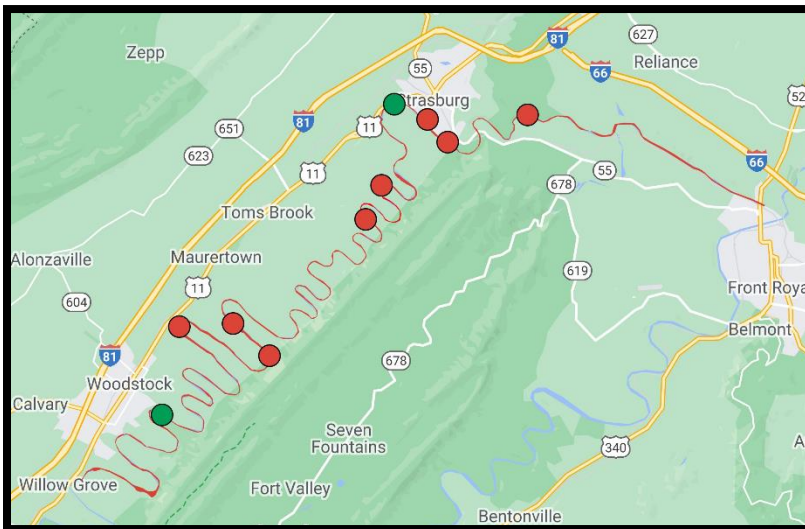 Zepp
627
81
Reliance
55
66
52
Strasburg
81
11
651
623
11
66
678
55
Toms Brook
Alonzaville
Maurertown
619
604
11
Front Roya
Belmont
81
678
Woodstock
Calvary
Seven
Fountains
340
A
Willow Grove
Fort Valley
Bentonville